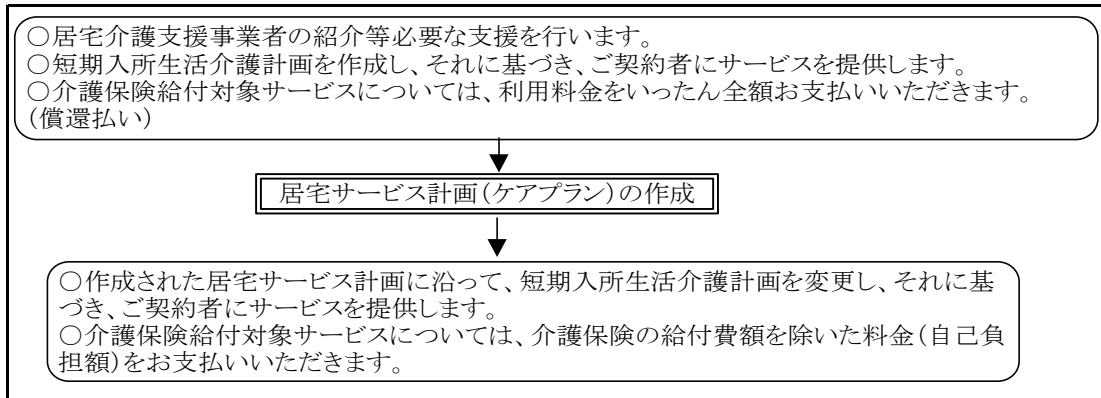 ○居宅介護支援事業者の紹介等必要な支援を行います。
○短期入所生活介護計画を作成し、それに基づき、ご契約者にサービスを提供します。
○介護保険給付対象サービスについては、利用料金をいったん全額お支払いいただきます。
(償還払い)
居宅サービス計画(ケアプラン)の作成
○作成された居宅サービス計画に沿って、短期入所生活介護計画を変更し、それに基
づき、ご契約者にサービスを提供します。
○介護保険給付対象サービスについては、介護保険の給付費額を除いた料金(自己負
担額)をお支払いいただきます。